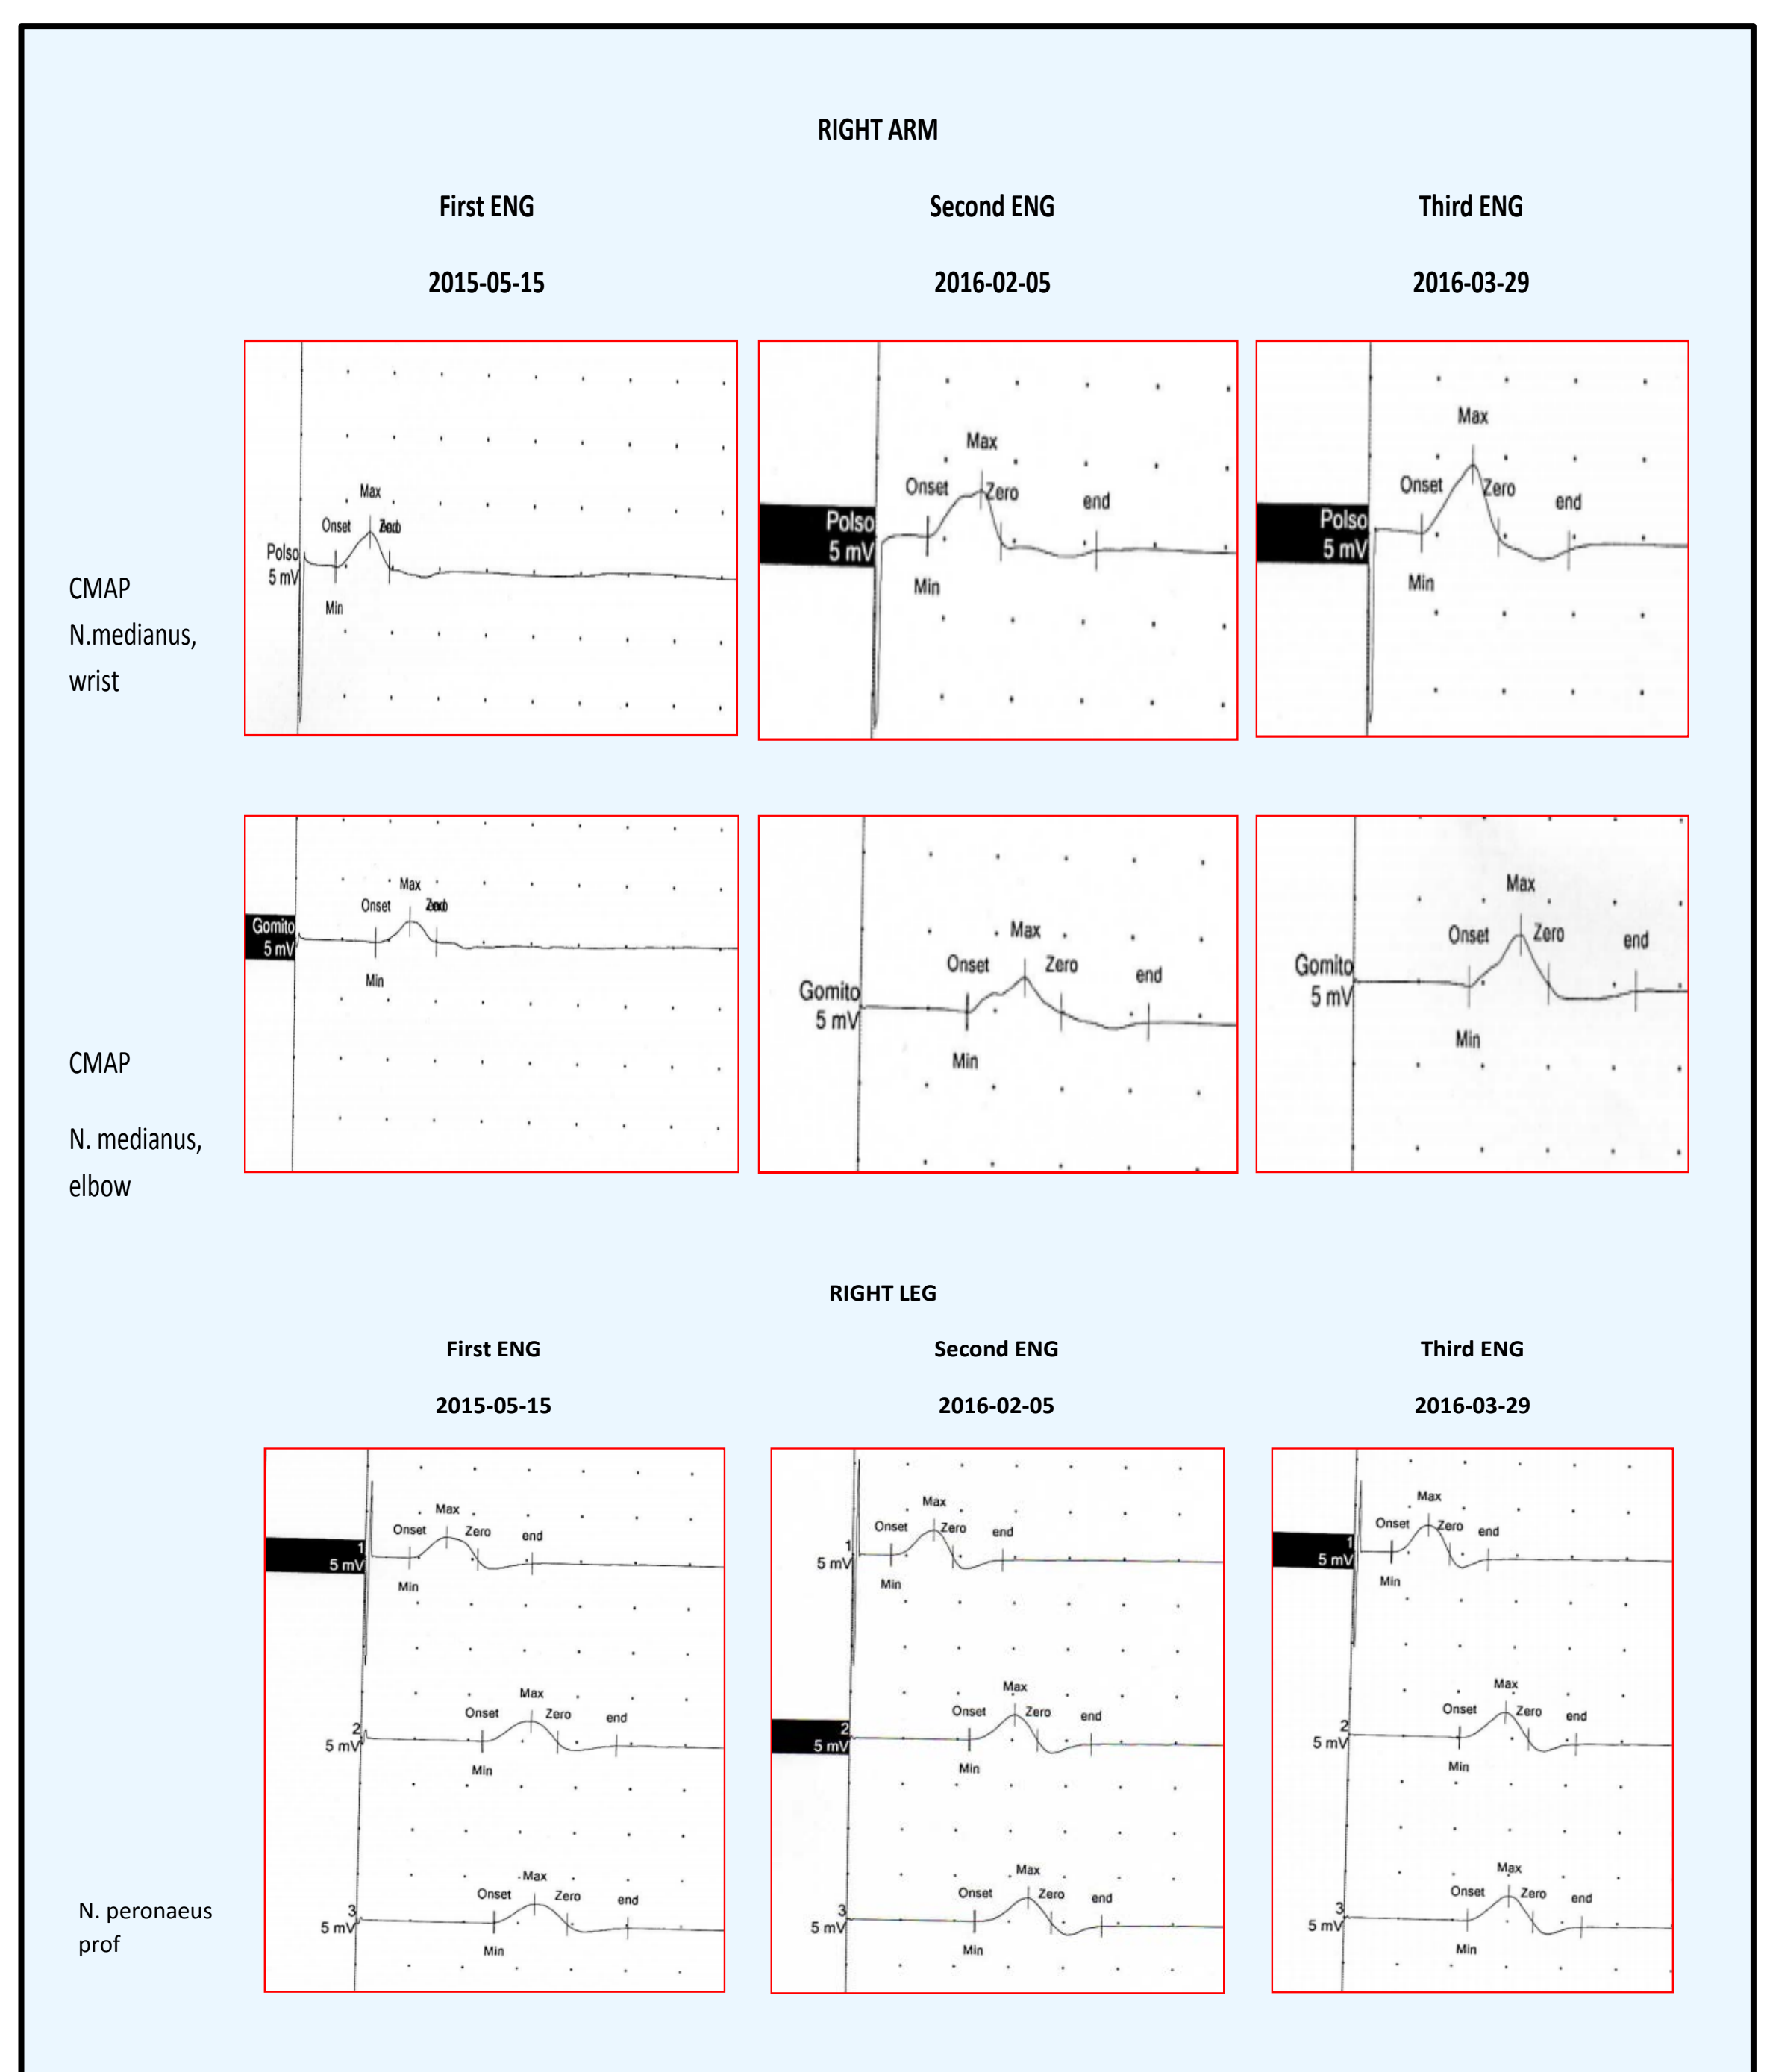 RIGHT ARM
First ENG
Second ENG
Third ENG
2015-05-15
2016-02-05
2016-03-29
CMAP
N.medianus,
wrist
Max
Onset
Zero
Polso
5 mV
Min
Max
Onset
Zero
end
Polso
5 mV
Min
Max
Onset
Zero
end
Polso
5 mV
Min
CMAP
N. medianus,
elbow
Max
Onset
Gomito
5 mV
Min
Max
Onset
Zero
end
Gomito
5 mV
Min
Max
Onset
Zero
end
Gomito
5 mV
Min
RIGHT LEG
First ENG
Second ENG
Third ENG
2015-05-15
2016-02-05
2016-03-29
N. peronaeus
prof
Max
Onset
Zero
end
1
5 mV
Min
Max
Onset
Zero
end
2
5 mV
Min
Max
Onset
Zero
end
3
5 mV
Min
Max
Onset
Zero
end
1
5 mV
Min
Max
Onset
Zero
end
2
5 mV
Min
Max
Onset
Zero
end
3
5 mV
Min
Max
Onset
Zero
end
1
5 mV
Min
Max
Onset
Zero
end
2
5 mV
Min
Max
Onset
Zero
end
3
5 mV
Min